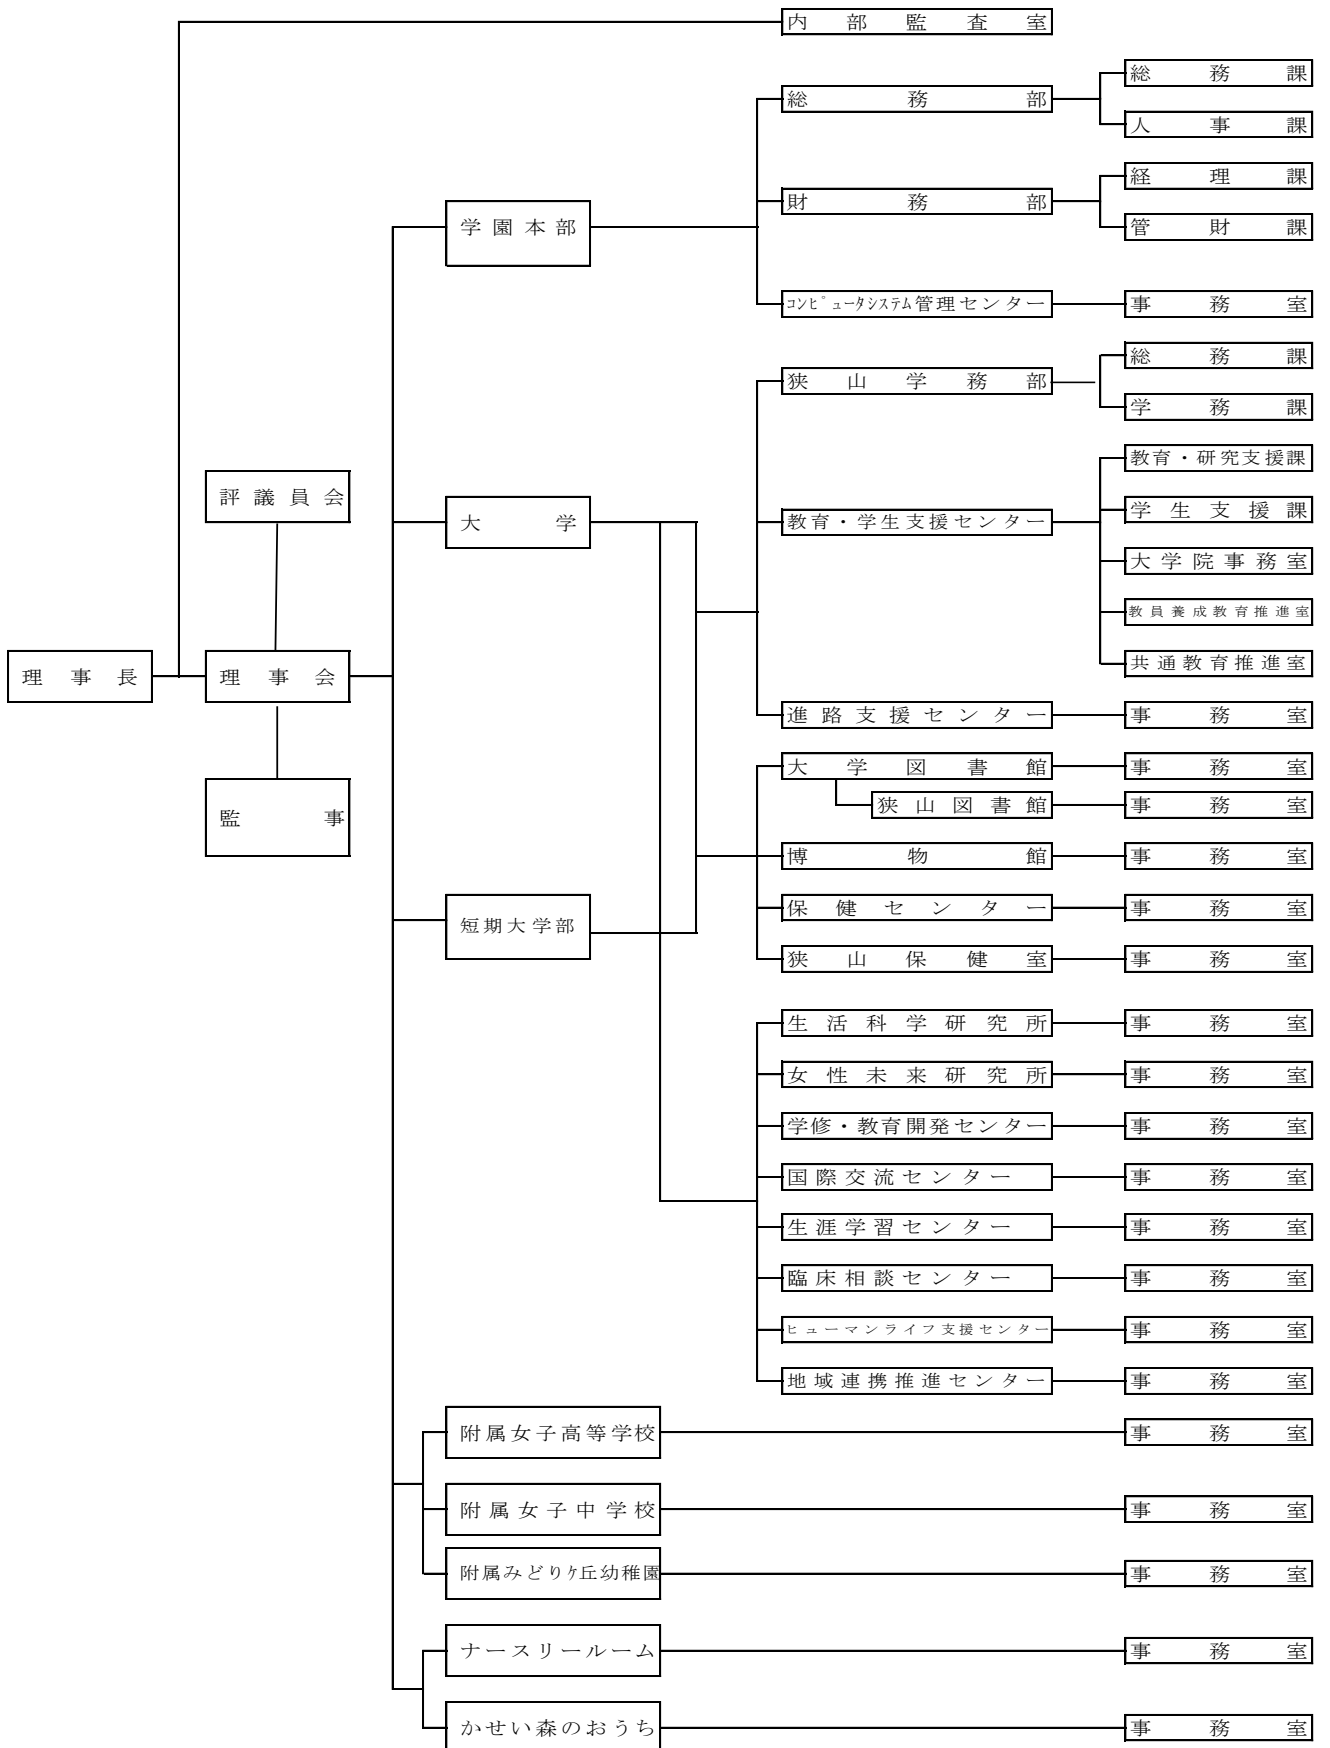 内部監査室
総務課
総務部
人事課
経理課
財務部
学園本部
管財課
コンピュータシステム管理センター 事務室
総務課
狭山学務部
学務課
教育・研究支援課
評議員会
学生支援課
大学
教育・学生支援センター
大学院事務室
教員養成教育推進室
共通教育推進室
理事長 理事会
進路支援センター 事務室
大学図書館 事務室
狭山図書館 事務室
監事
博物館 事務室
保健センター 事務室
短期大学部
狭山保健室 事務室
生活科学研究所 事務室
女性未来研究所 事務室
学修・教育開発センター 事務室
国際交流センター 事務室
生涯学習センター 事務室
臨床相談センター 事務室
ヒューマンライフ支援センター 事務室
地域連携推進センター 事務室
附属女子高等学校 事務室
附属女子中学校 事務室
附属みどりケ丘幼稚園 事務室
ナースリールーム 事務室
かせい森のおうち 事務室